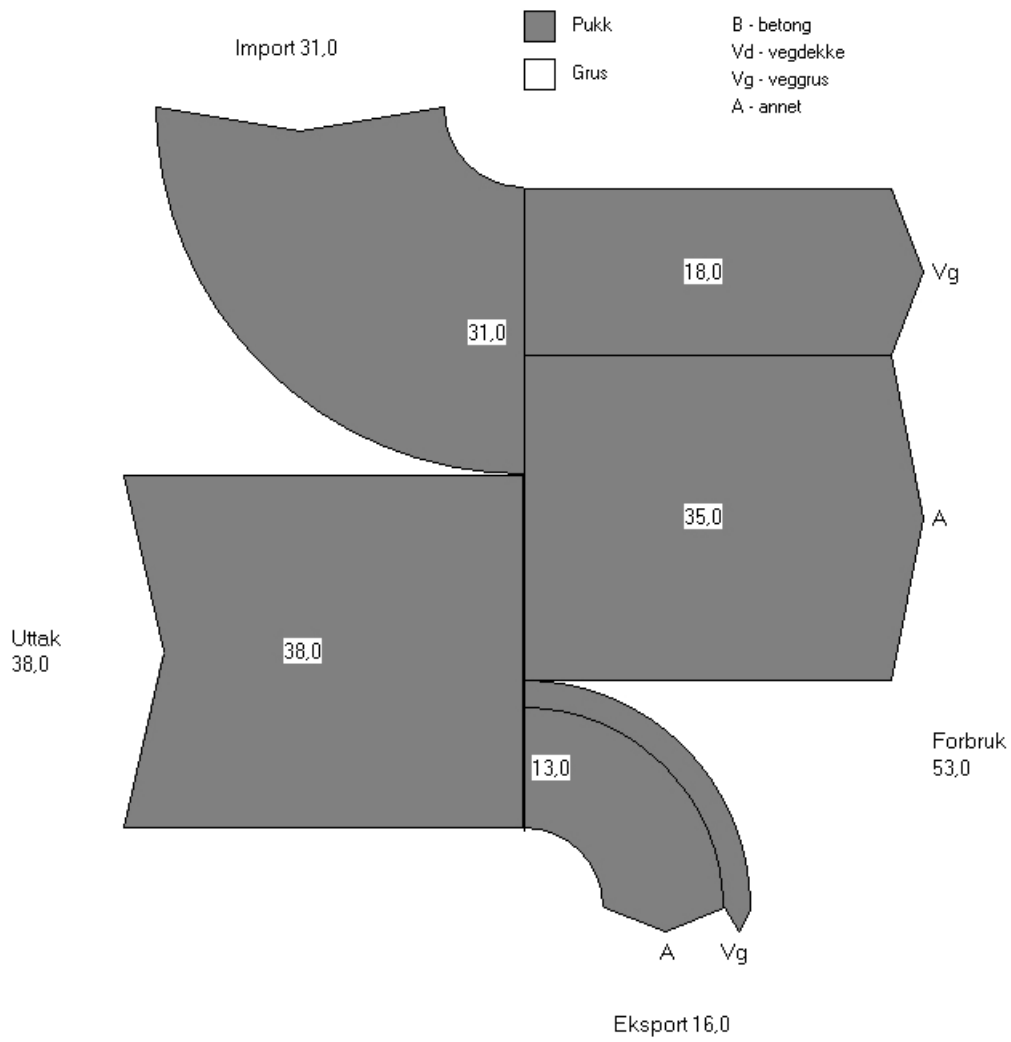 Import 31,0
Pukk
Grus
B - betong
Vd - vegdekke
Vg - veggrus
A - annet
18,0
Vg
31,0
35,0
A
Uttak
38,0
38,0
13,0
Forbruk
53,0
A
Vg
Eksport 16,0